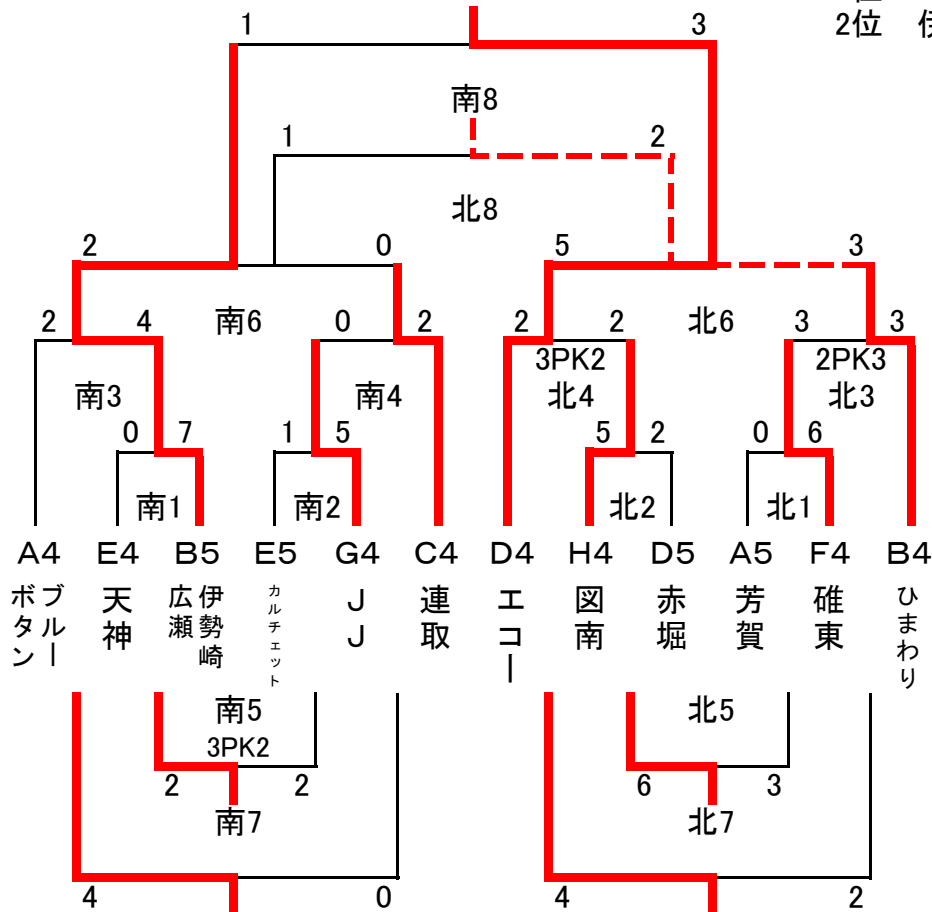 位
2位 伊
1 3
南8
1 2
北8
2 0 5 3
南6 北6
2 4 0 2 2 2 3 3
3PK2 2PK3
南3 南4 北4 北3
0 7 1 5 5 2 0 6
南1 南2 北2 北1
A4 E4 B5 E5 G4 C4 D4 H4 D5 A5 F4 B4
ブルーボタン
天神
伊勢崎広瀬
カルチェット
JJ
連取
エコー
図南
赤堀
芳賀
碓東
ひまわり
南5 北5
3PK2
2 2 6 3
南7 北7
4 0 4 2